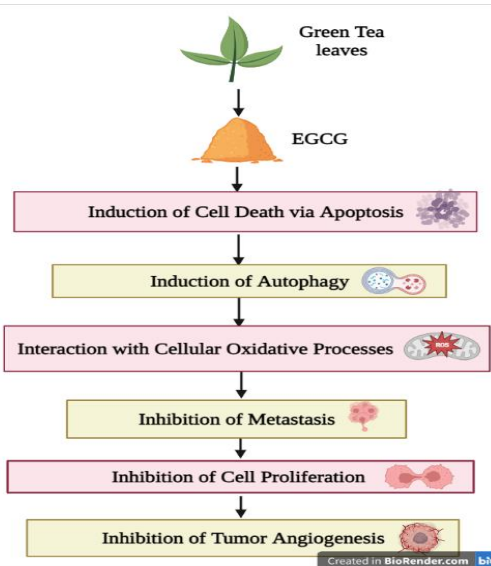 Green Tea
leaves
EGCG
Induction of Cell Death via Apoptosis
Induction of Autophagy
Interaction with Cellular Oxidative Processes
ROS
Inhibition of Metastasis
Inhibition of Cell Proliferation
Inhibition of Tumor Angiogenesis
Created in BioRender.com